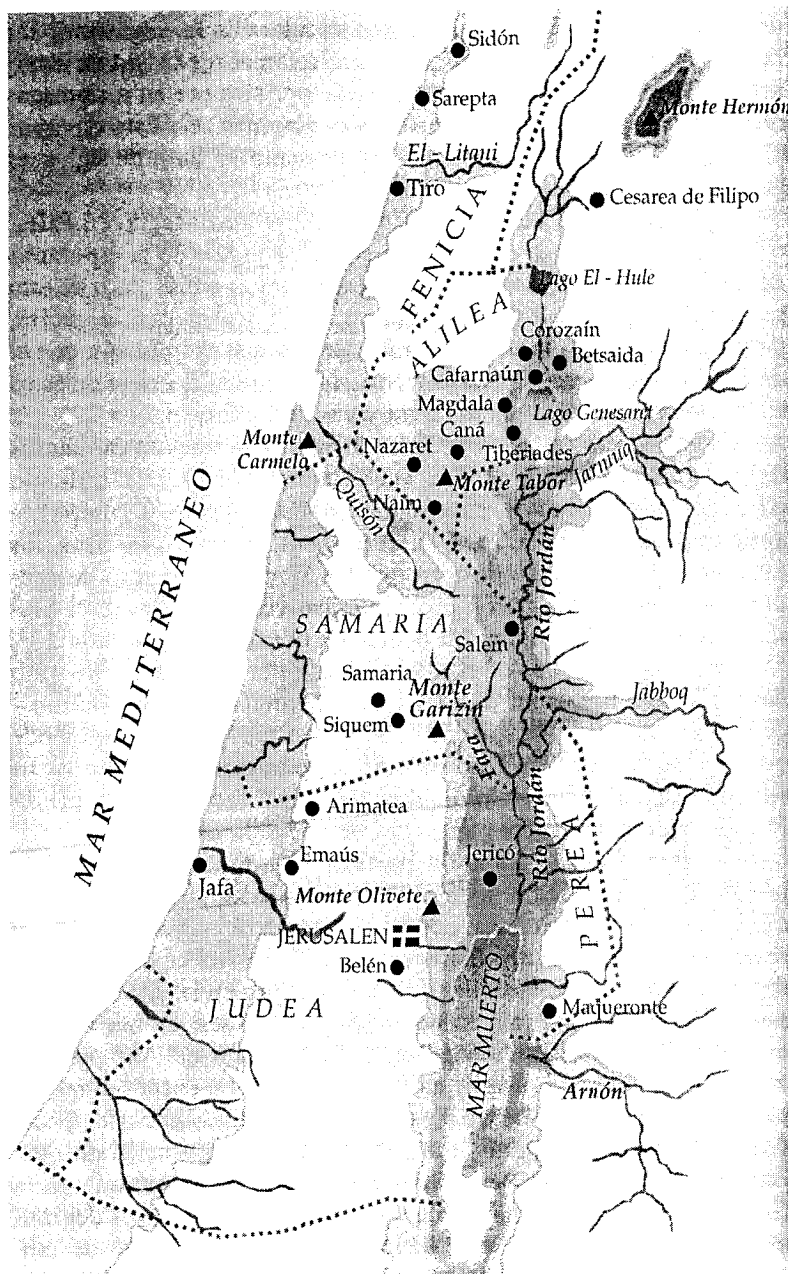 Sidón
Sarepta
Monte Hermón
El - Litani
Tiro
Cesarea de Filipo
FENICIA
Lago El - Hule
ALILEA
Corozaín
Betsaida
Cafarnaún
Magdala
Lago Genesaret
Caná
Tiberiades
Monte
Carmelo
Nazaret
Monte Tabor
Jarmuq
Quisón
Naím
Río Jordán
MAR MEDITERRANEO
SAMARIA
Salem
Samaria
Monte
Garizín
Siquem
Jabboq
Fara
Arimatea
Río Jordán
PEREA
Emaús
Jericó
Jafa
Monte Olivete
JERUSALEN
Belén
JUDEA
MAR MUERTO
Maqueronte
Arnón